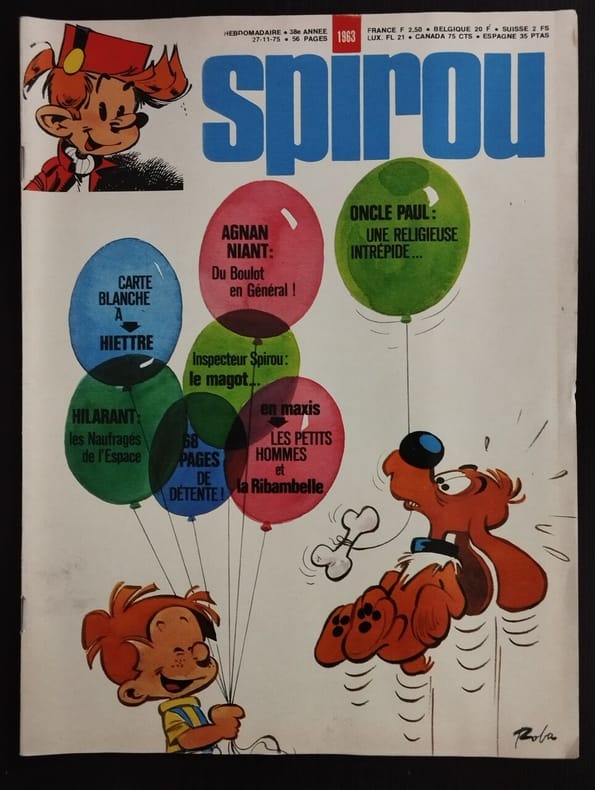 HEBDOMADAIRE • 38e ANNEE
27-11-75 • 56 PAGES
1963
FRANCE F 2,50 • BELGIQUE 20 F • SUISSE 2 FS
LUX. FL 21 • CANADA 75 CTS • ESPAGNE 35 PTAS
spirou
ONCLE PAUL :
UNE RELIGIEUSE
INTRÉPIDE...
AGNAN
NIANT :
Du Boulot
en Général !
CARTE
BLANCHE
A
HIETTRE
Inspecteur Spirou :
le magot...
HILARANT :
les Naufragés
de l'Espace
68
PAGES
DE
DÉTENTE !
en maxis
LES PETITS
HOMMES
et
la Ribambelle
Roba